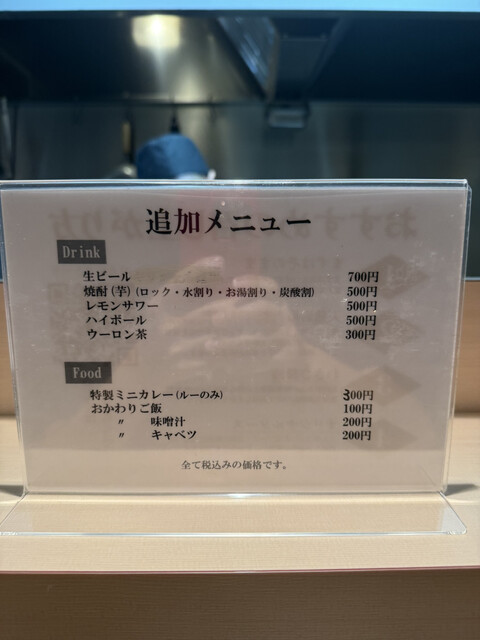 追加メニュー
Drink
生ビール 700円
焼酎(芋)(ロック・水割り・お湯割り・炭酸割) 500円
レモンサワー 500円
ハイボール 500円
ウーロン茶 300円
Food
特製ミニカレー(ルーのみ) 300円
おかわりご飯 100円
〃 味噌汁 200円
〃 キャベツ 200円
全て税込みの価格です。